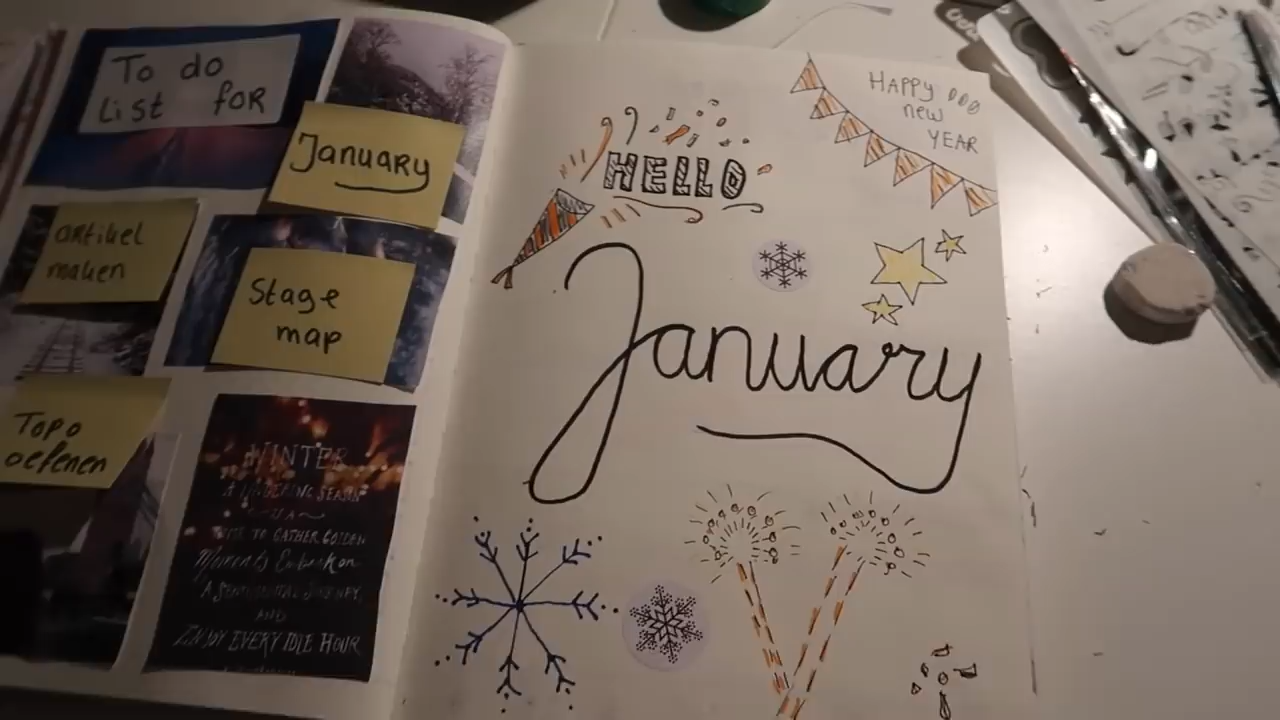 To do
List foR
JanuaRy
artikel
maken
Stage
map
Topo
oefenen
WINTER
A LINGERING SEASON
IS A
TIME TO GATHER GOLDEN
Moments Embark on
A SENTIMENTAL JOURNEY,
AND
ENJOY EVERY IDLE HOUR
HELLO
HAPPY
new
YEAR
January